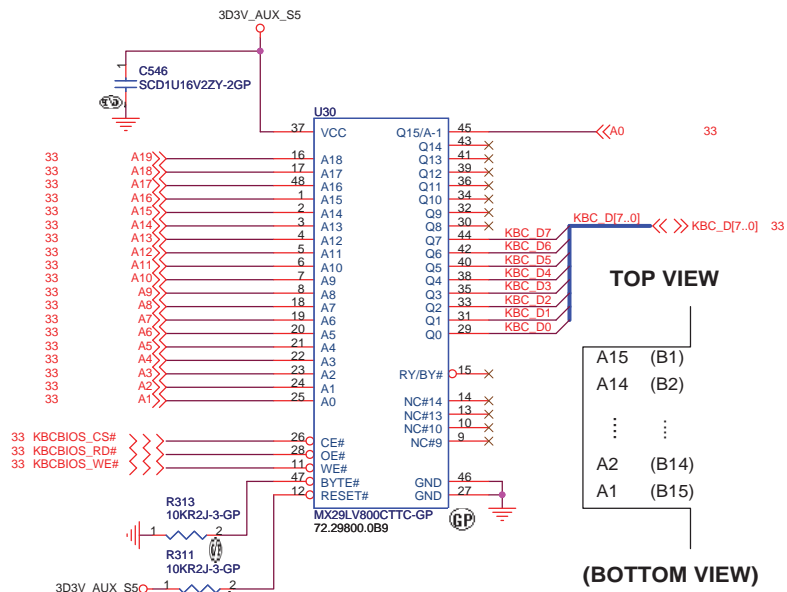 3D3V_AUX_S5
1
C546
SCD1U16V2ZY-2GP
U30
37 VCC Q15/A-1 45 A0 33
Q14 43
33 A19 16 A18 Q13 41
33 A18 17 A17 Q12 39
33 A17 48 A16 Q11 36
33 A16 1 A15 Q10 34
33 A15 2 A14 Q9 32
33 A14 3 A13 Q8 30
33 A13 4 A12 Q7 44 KBC_D7 KBC_D[7..0] KBC_D[7..0] 33
33 A12 5 A11 Q6 42 KBC_D6
33 A11 6 A10 Q5 40 KBC_D5
33 A10 7 A9 Q4 38 KBC_D4
33 A9 8 A8 Q3 35 KBC_D3
33 A8 18 A7 Q2 33 KBC_D2
33 A7 19 A6 Q1 31 KBC_D1
33 A6 20 A5 Q0 29 KBC_D0
33 A5 21 A4
33 A4 22 A3
33 A3 23 A2 RY/BY# 15
33 A2 24 A1
33 A1 25 A0
NC#14 14
NC#13 13
NC#10 10
NC#9 9
33 KBCBIOS_CS# 26 CE#
33 KBCBIOS_RD# 28 OE#
33 KBCBIOS_WE# 11 WE#
47 BYTE# GND 46
12 RESET# GND 27
MX29LV800CTTC-GP
72.29800.0B9
GP
R313
10KR2J-3-GP
1 2
R311
10KR2J-3-GP
3D3V_AUX_S5 1 2
TOP VIEW
A15 (B1)
A14 (B2)
A2 (B14)
A1 (B15)
(BOTTOM VIEW)